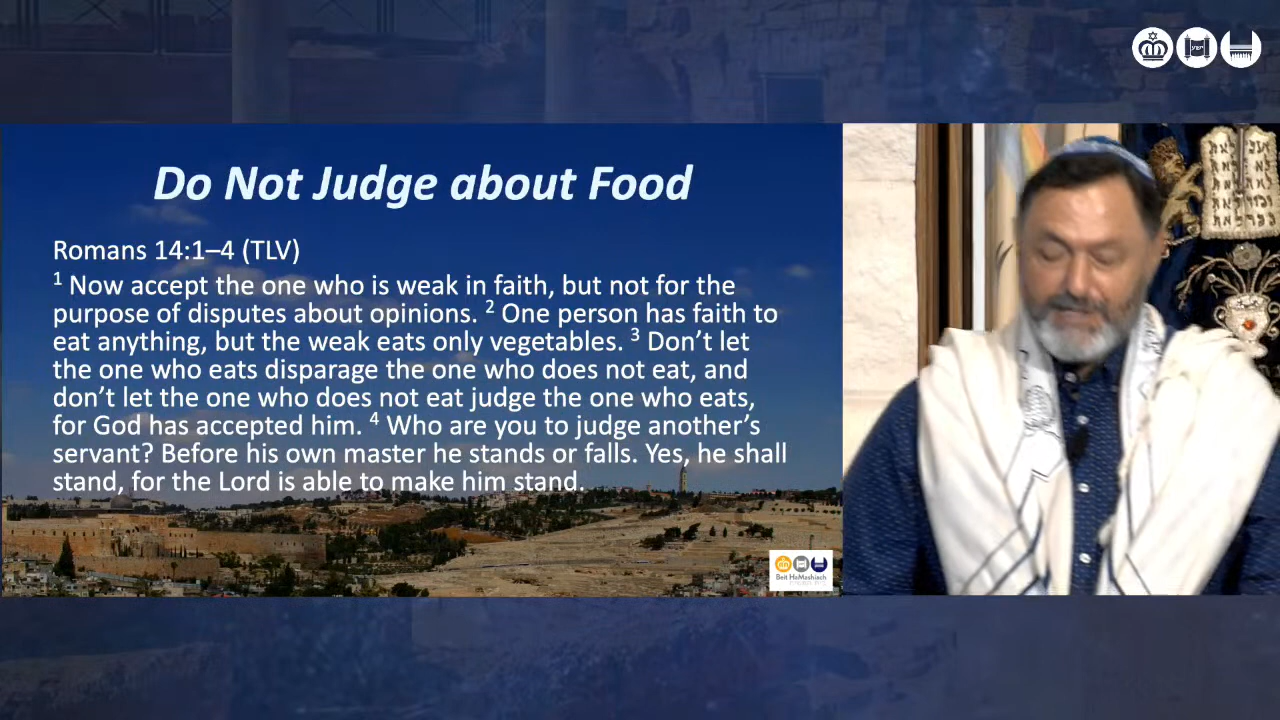 Do Not Judge about Food
Romans 14:1–4 (TLV)
1 Now accept the one who is weak in faith, but not for the
purpose of disputes about opinions. 2 One person has faith to
eat anything, but the weak eats only vegetables. 3 Don’t let
the one who eats disparage the one who does not eat, and
don’t let the one who does not eat judge the one who eats,
for God has accepted him. 4 Who are you to judge another’s
servant? Before his own master he stands or falls. Yes, he shall
stand, for the Lord is able to make him stand.
Beit HaMashiach